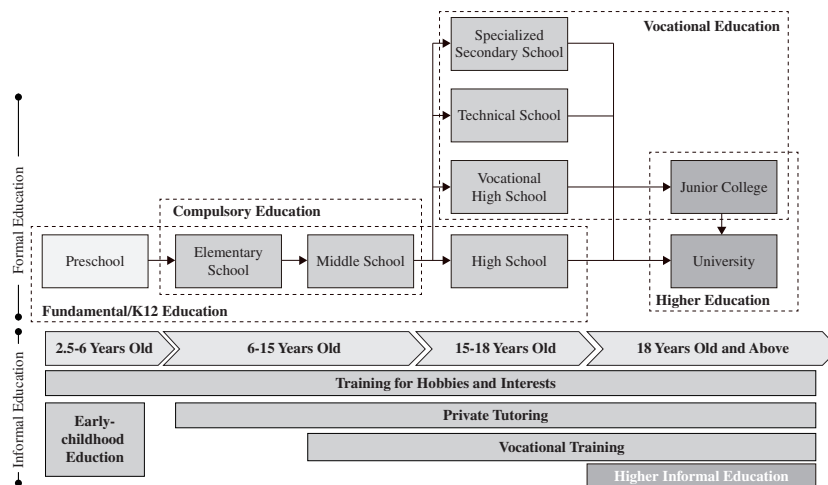 Specialized
Secondary School
Vocational Education
Technical School
Vocational
High School
Junior College
Compulsory Education
Preschool
Elementary
School
Middle School
High School
University
Higher Education
Fundamental/K12 Education
Formal Education
2.5-6 Years Old
6-15 Years Old
15-18 Years Old
18 Years Old and Above
Training for Hobbies and Interests
Early-
childhood
Eduction
Private Tutoring
Vocational Training
Higher Informal Education
Informal Education